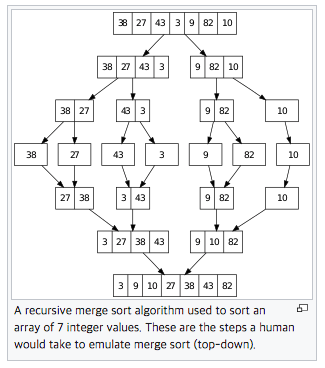 38 27 43 3 9 82 10
38 27 43 3 9 82 10
38 27 43 3 9 82 10
38 27 43 3 9 82 10
27 38 3 43 9 82 10
3 27 38 43 9 10 82
3 9 10 27 38 43 82
A recursive merge sort algorithm used to sort an
array of 7 integer values. These are the steps a human
would take to emulate merge sort (top-down).